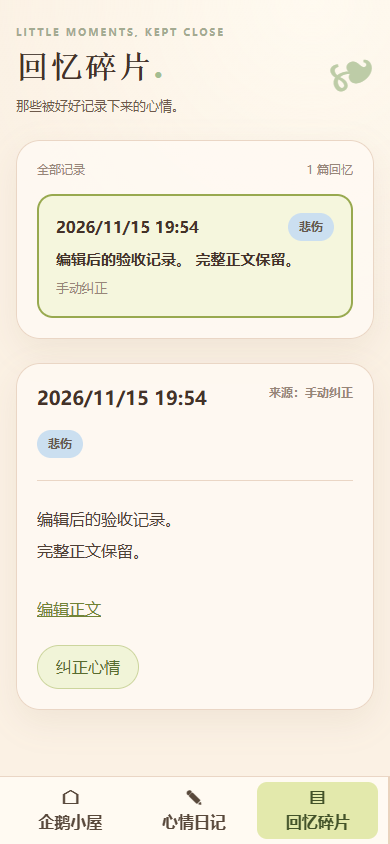 LITTLE MOMENTS, KEPT CLOSE
回忆碎片.
那些被好好记录下来的心情。
全部记录 1 篇回忆
2026/11/15 19:54 悲伤
编辑后的验收记录。 完整正文保留。
手动纠正
2026/11/15 19:54 来源：手动纠正
悲伤
编辑后的验收记录。
完整正文保留。
编辑正文
纠正心情
企鹅小屋 心情日记 回忆碎片